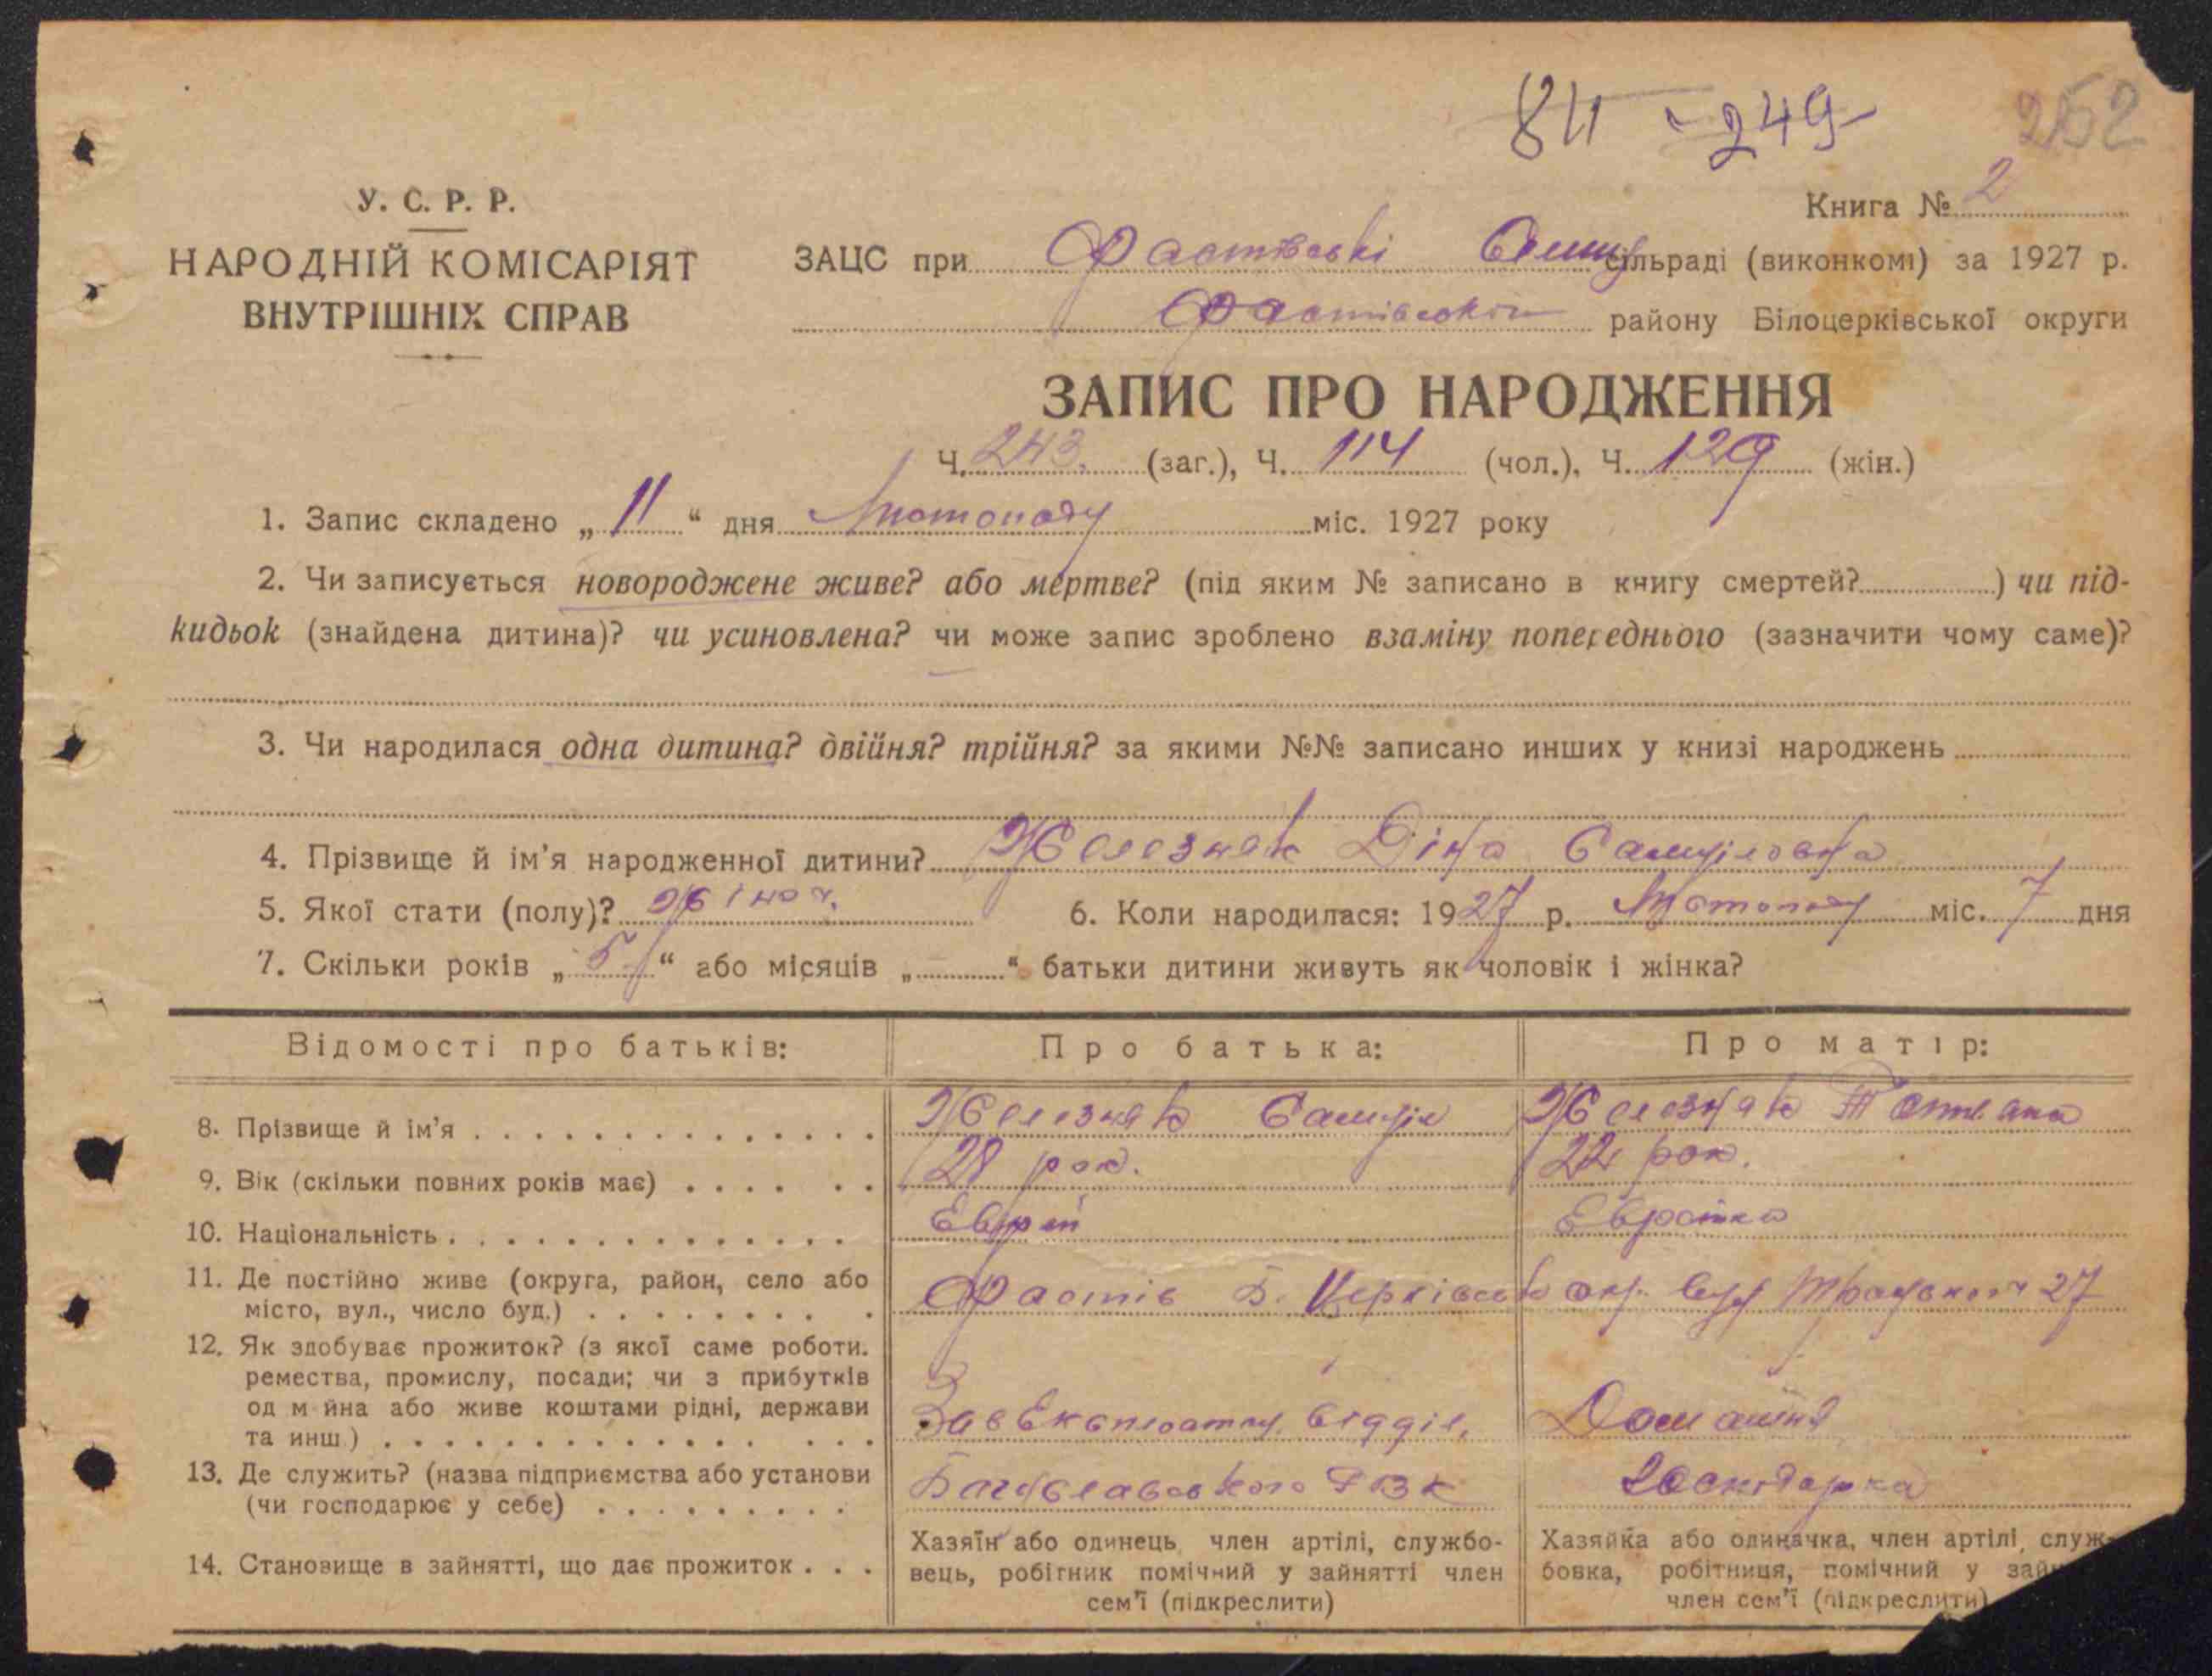 84 - 249
252
У. С. Р. Р.
НАРОДНІЙ КОМІСАРІЯТ
ВНУТРІШНІХ СПРАВ
Книга № 2
ЗАЦС при Фастівські сільраді (виконкомі) за 1927 р.
Фастівського району Білоцерківської округи
ЗАПИС ПРО НАРОДЖЕННЯ
Ч. 243. (заг.), Ч. 114 (чол.), Ч. 129 (жін.)
1. Запис складено „ 11 “ дня Листопаду міс. 1927 року
2. Чи записується новороджене живе? або мертве? (під яким № записано в книгу смертей? ) чи під-
кидьок (знайдена дитина)? чи усиновлена? чи може запис зроблено взаміну попереднього (зазначити чому саме)?
3. Чи народилася одна дитина? двійня? трійня? за якими №№ записано инших у книзі народжень
4. Прізвище й ім’я народженної дитини? Железняк Діна Самуіловна
5. Якої стати (полу)? Жіноч. 6. Коли народилася: 1927 р. Листопаду міс. 7 дня
7. Скільки років „ 5 “ або місяців „ “ батьки дитини живуть як чоловік і жінка?
Відомості про батьків: Про батька: Про матір:
8. Прізвище й ім’я Железняк Самуіл Железняк Тетяна
9. Вік (скільки повних років має) 28 рок. 22 рок.
10. Національність Еврей Евройка
11. Де постійно живе (округа, район, село або
місто, вул., число буд.) Фастів Б. Церківськ окр. вул 27
12. Як здобуває прожиток? (з якої саме роботи.
ремества, промислу, посади; чи з прибутків
од м йна або живе коштами рідні, держави
та инш.) Зав Експлоатац. відділ, Домашня
13. Де служить? (назва підприємства або установи
(чи господарює у себе) РВК господарка
14. Становище в зайнятті, що дає прожиток
Хазяїн або одинець, член артілі, службо-
вець, робітник помічний у зайнятті член
сем’ї (підкреслити)
Хазяйка або одиначка, член артілі, служ-
бовка, робітниця, помічний у зайн
член сем’ї (підкреслити)